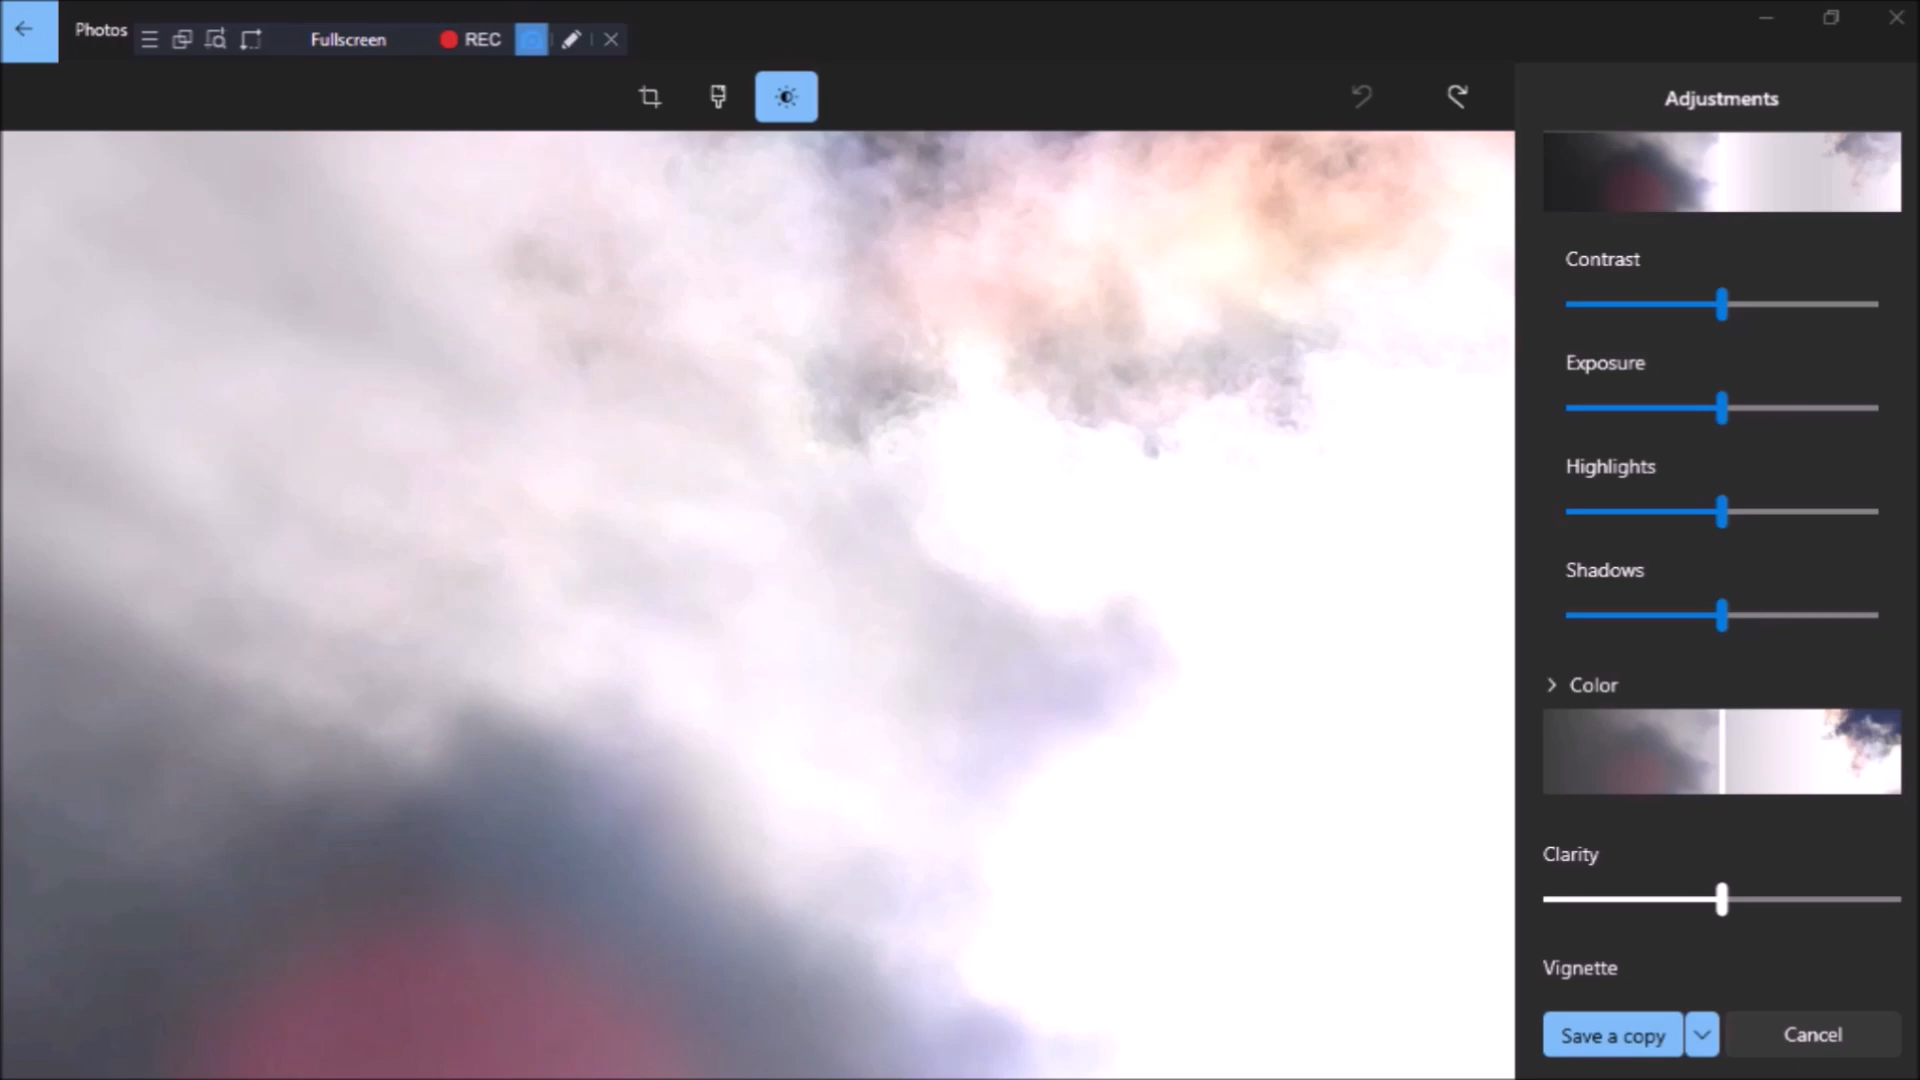 Photos
Fullscreen
REC
Adjustments
Contrast
Exposure
Highlights
Shadows
Color
Clarity
Vignette
Save a copy
Cancel